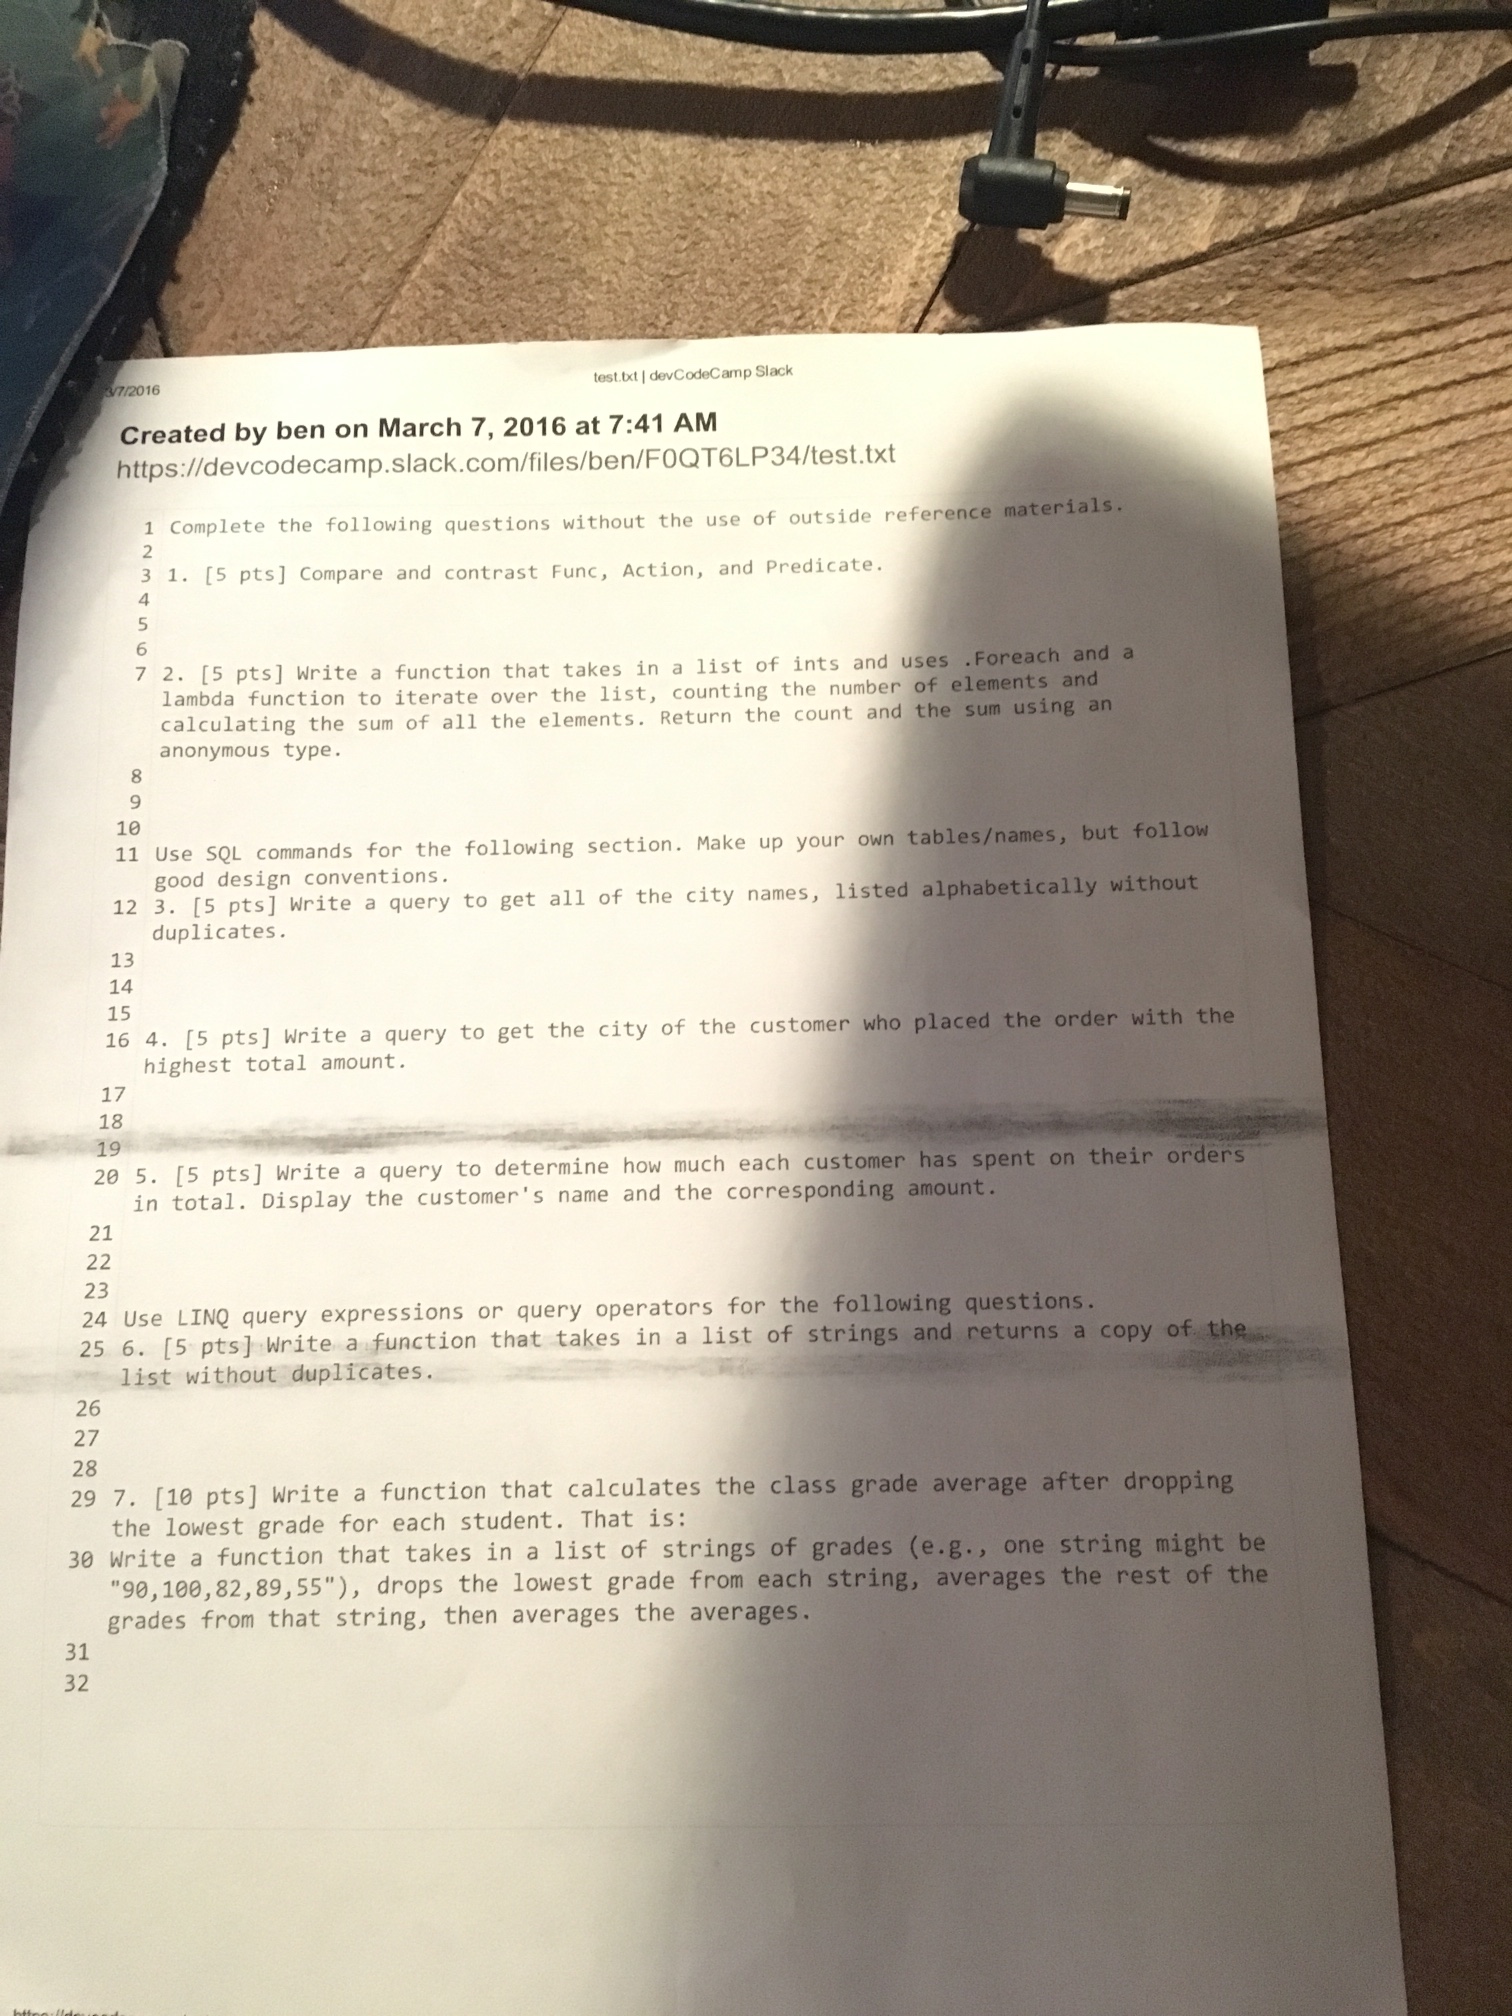 3/7/2016
test.txt | devCodeCamp Slack
Created by ben on March 7, 2016 at 7:41 AM
https://devcodecamp.slack.com/files/ben/F0QT6LP34/test.txt
1 Complete the following questions without the use of outside reference materials.
2
3 1. [5 pts] Compare and contrast Func, Action, and Predicate.
4
5
6
7 2. [5 pts] Write a function that takes in a list of ints and uses .Foreach and a
lambda function to iterate over the list, counting the number of elements and
calculating the sum of all the elements. Return the count and the sum using an
anonymous type.
8
9
10
11 Use SQL commands for the following section. Make up your own tables/names, but follow
good design conventions.
12 3. [5 pts] Write a query to get all of the city names, listed alphabetically without
duplicates.
13
14
15
16 4. [5 pts] Write a query to get the city of the customer who placed the order with the
highest total amount.
17
18
19
20 5. [5 pts] Write a query to determine how much each customer has spent on their orders
in total. Display the customer's name and the corresponding amount.
21
22
23
24 Use LINQ query expressions or query operators for the following questions.
25 6. [5 pts] Write a function that takes in a list of strings and returns a copy of the
list without duplicates.
26
27
28
29 7. [10 pts] Write a function that calculates the class grade average after dropping
the lowest grade for each student. That is:
30 Write a function that takes in a list of strings of grades (e.g., one string might be
"90,100,82,89,55"), drops the lowest grade from each string, averages the rest of the
grades from that string, then averages the averages.
31
32